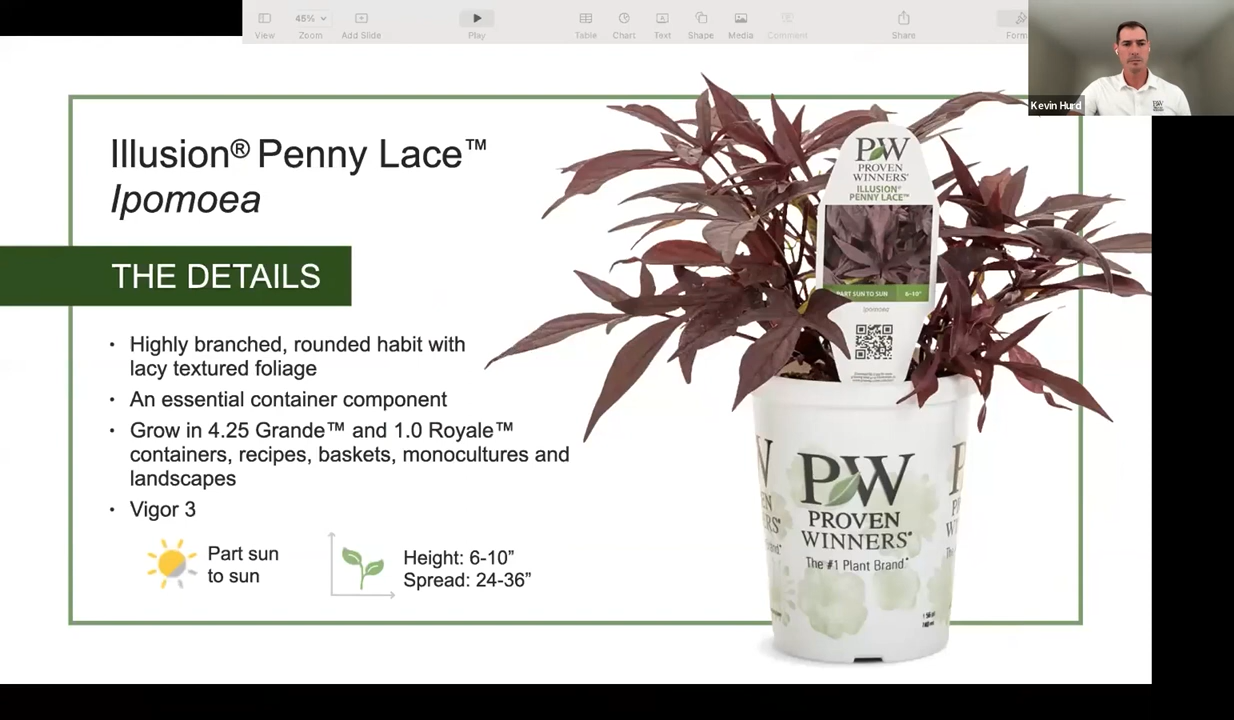 45%
View
Zoom
Add Slide
Play
Table
Chart
Text
Shape
Media
Comment
Share
Kevin Hurd
Illusion® Penny Lace™
Ipomoea
THE DETAILS
· Highly branched, rounded habit with
lacy textured foliage
· An essential container component
· Grow in 4.25 Grande™ and 1.0 Royale™
containers, recipes, baskets, monocultures and
landscapes
· Vigor 3
Part sun
to sun
Height: 6-10”
Spread: 24-36”
PW
PROVEN
WINNERS®
ILLUSION®
PENNY LACE™
PART SUN TO SUN
6-10"
Ipomoea
PW
PROVEN
WINNERS®
The #1 Plant Brand®